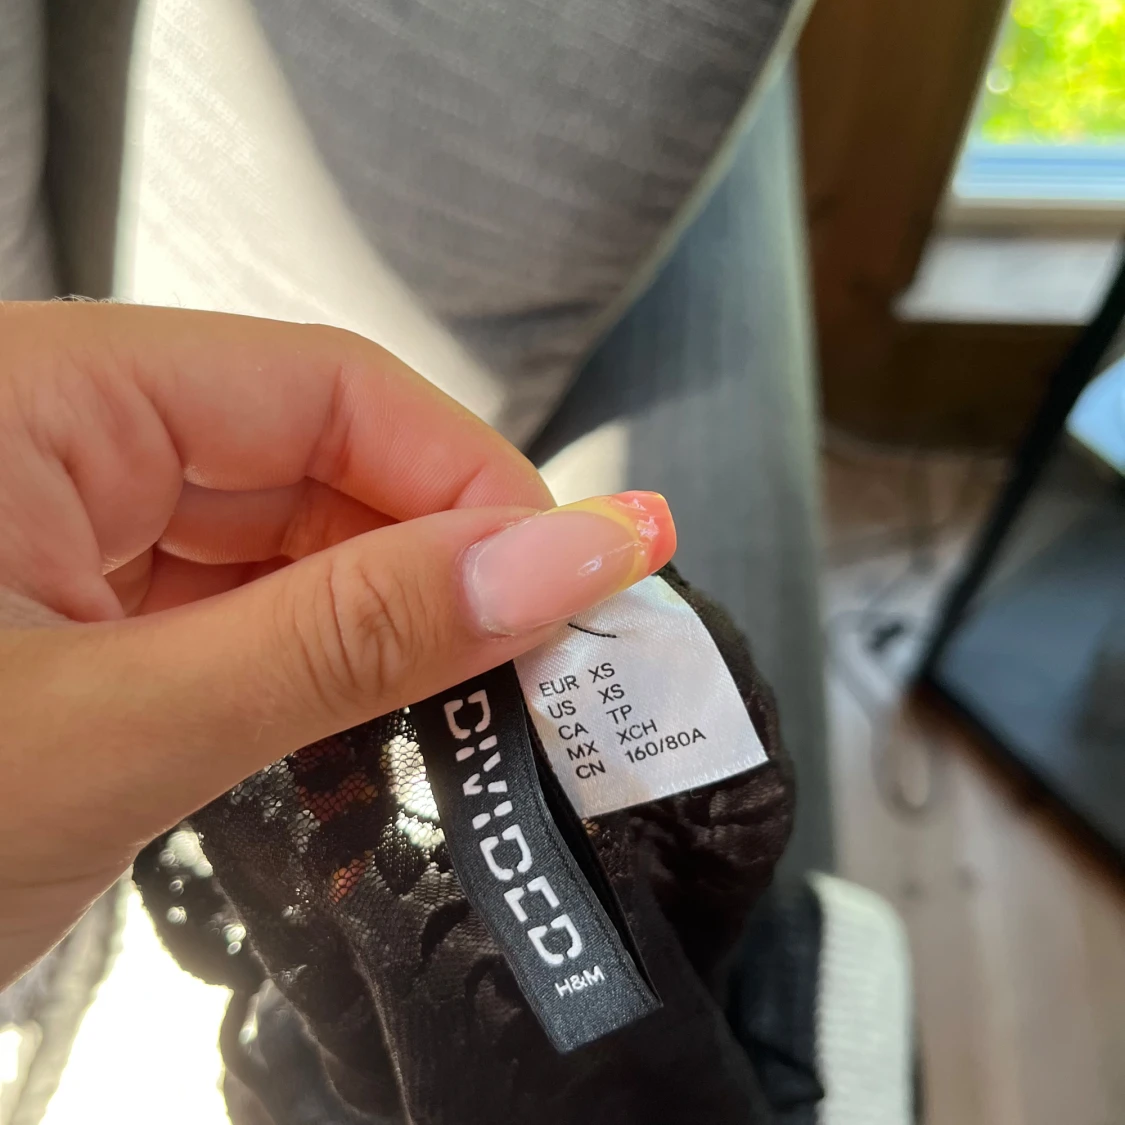 EUR XS
US XS
CA TP
MX XCH
CN 160/80A
DIVIDED
H&M